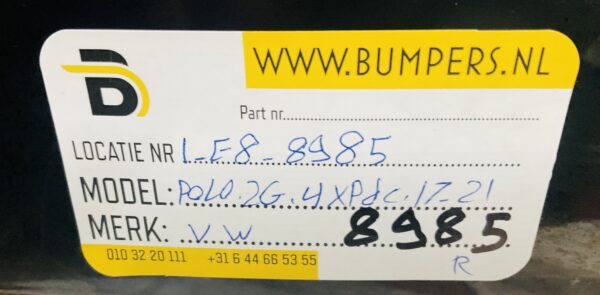 WWW.BUMPERS.NL
Part nr
LOCATIE NR 1-E8-8985
MODEL: POLO.2G.4XPdC.17-21
MERK: V.W 8985
010 32 20 111 +31 6 44 66 53 55 R